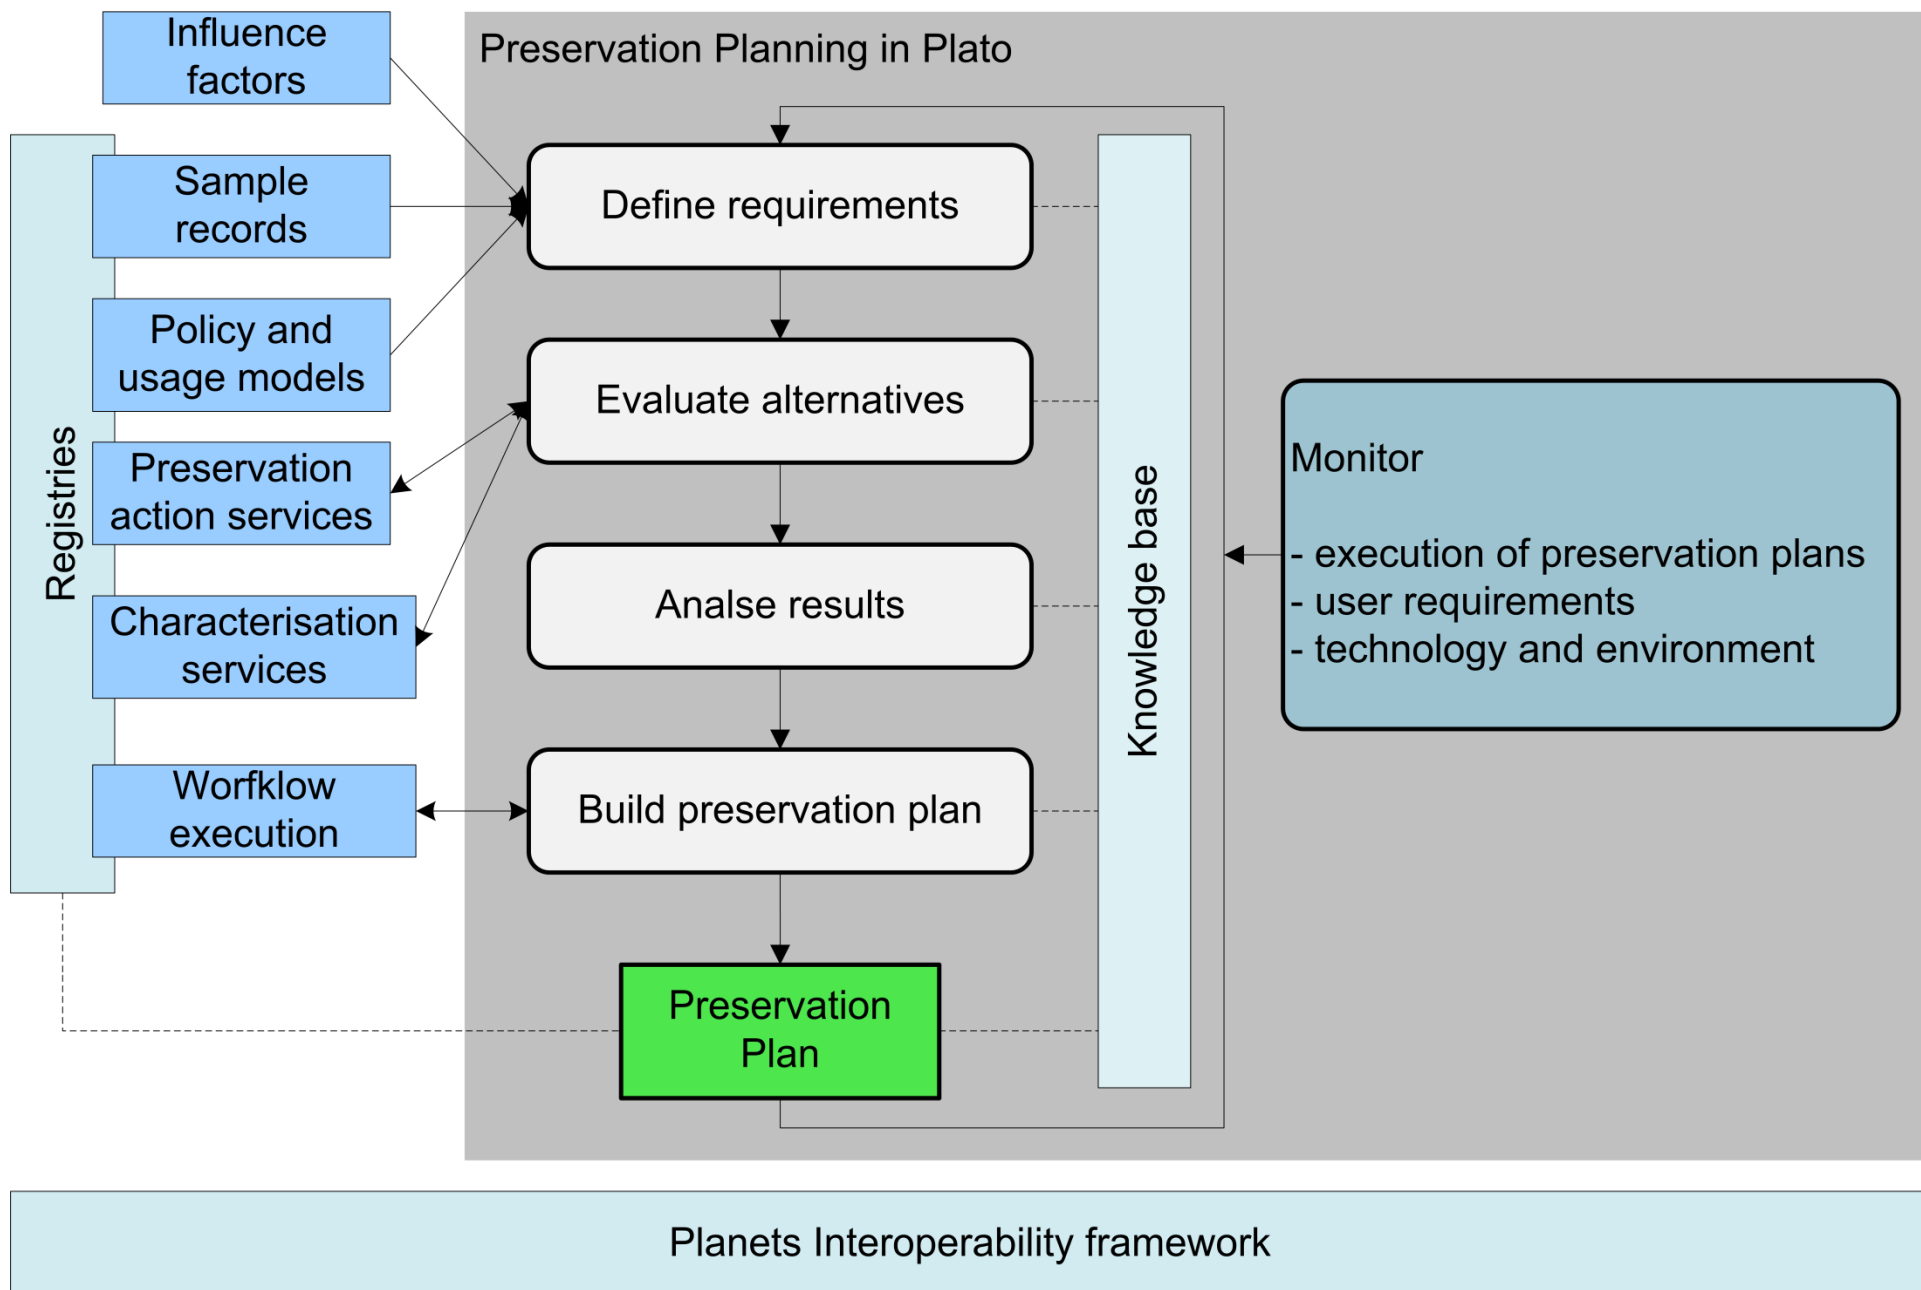 Influence
factors
Preservation Planning in Plato
Sample
records
Define requirements
Policy and
usage models
Evaluate alternatives
Registries
Preservation
action services
Knowledge base
Monitor
- execution of preservation plans
- user requirements
- technology and environment
Characterisation
services
Analse results
Worfklow
execution
Build preservation plan
Preservation
Plan
Planets Interoperability framework